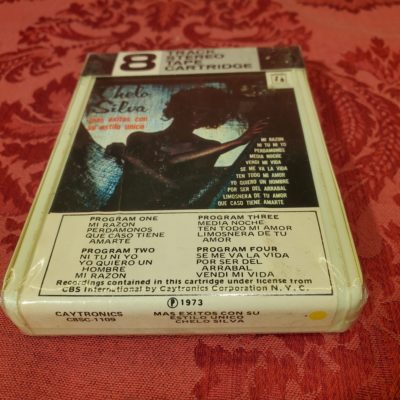 8
TRACK
STEREO
TAPE
CARTRIDGE
Chelo
Silva
mas exitos con
su estilo unico
MI RAZON
NI TU NI YO
PERDAMONOS
MEDIA NOCHE
VENDI MI VIDA
SE ME VA LA VIDA
TEN TODO MI AMOR
YO QUIERO UN HOMBRE
POR SER DEL ARRABAL
LIMOSNERA DE TU AMOR
QUE CASO TIENE AMARTE
PROGRAM ONE
MI RAZON
PERDAMONOS
QUE CASO TIENE
AMARTE
PROGRAM TWO
NI TU NI YO
YO QUIERO UN
HOMBRE
MI RAZON
PROGRAM THREE
MEDIA NOCHE
TEN TODO MI AMOR
LIMOSNERA DE TU
AMOR
PROGRAM FOUR
SE ME VA LA VIDA
POR SER DEL
ARRABAL
VENDI MI VIDA
Recordings contained in this cartridge under license from
CBS International by Caytronics Corporation N. Y. C.
Ⓟ 1973
CAYTRONICS
CBSC-1109
MAS EXITOS CON SU
ESTILO UNICO
CHELO SILVA